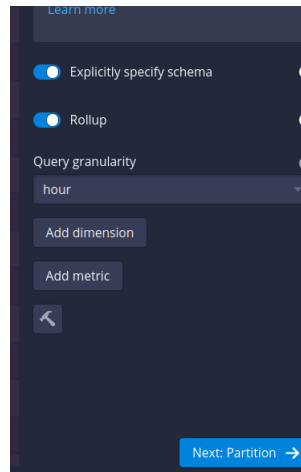 Learn more
Explicitly specify schema
Rollup
Query granularity
hour
Add dimension
Add metric
Next: Partition